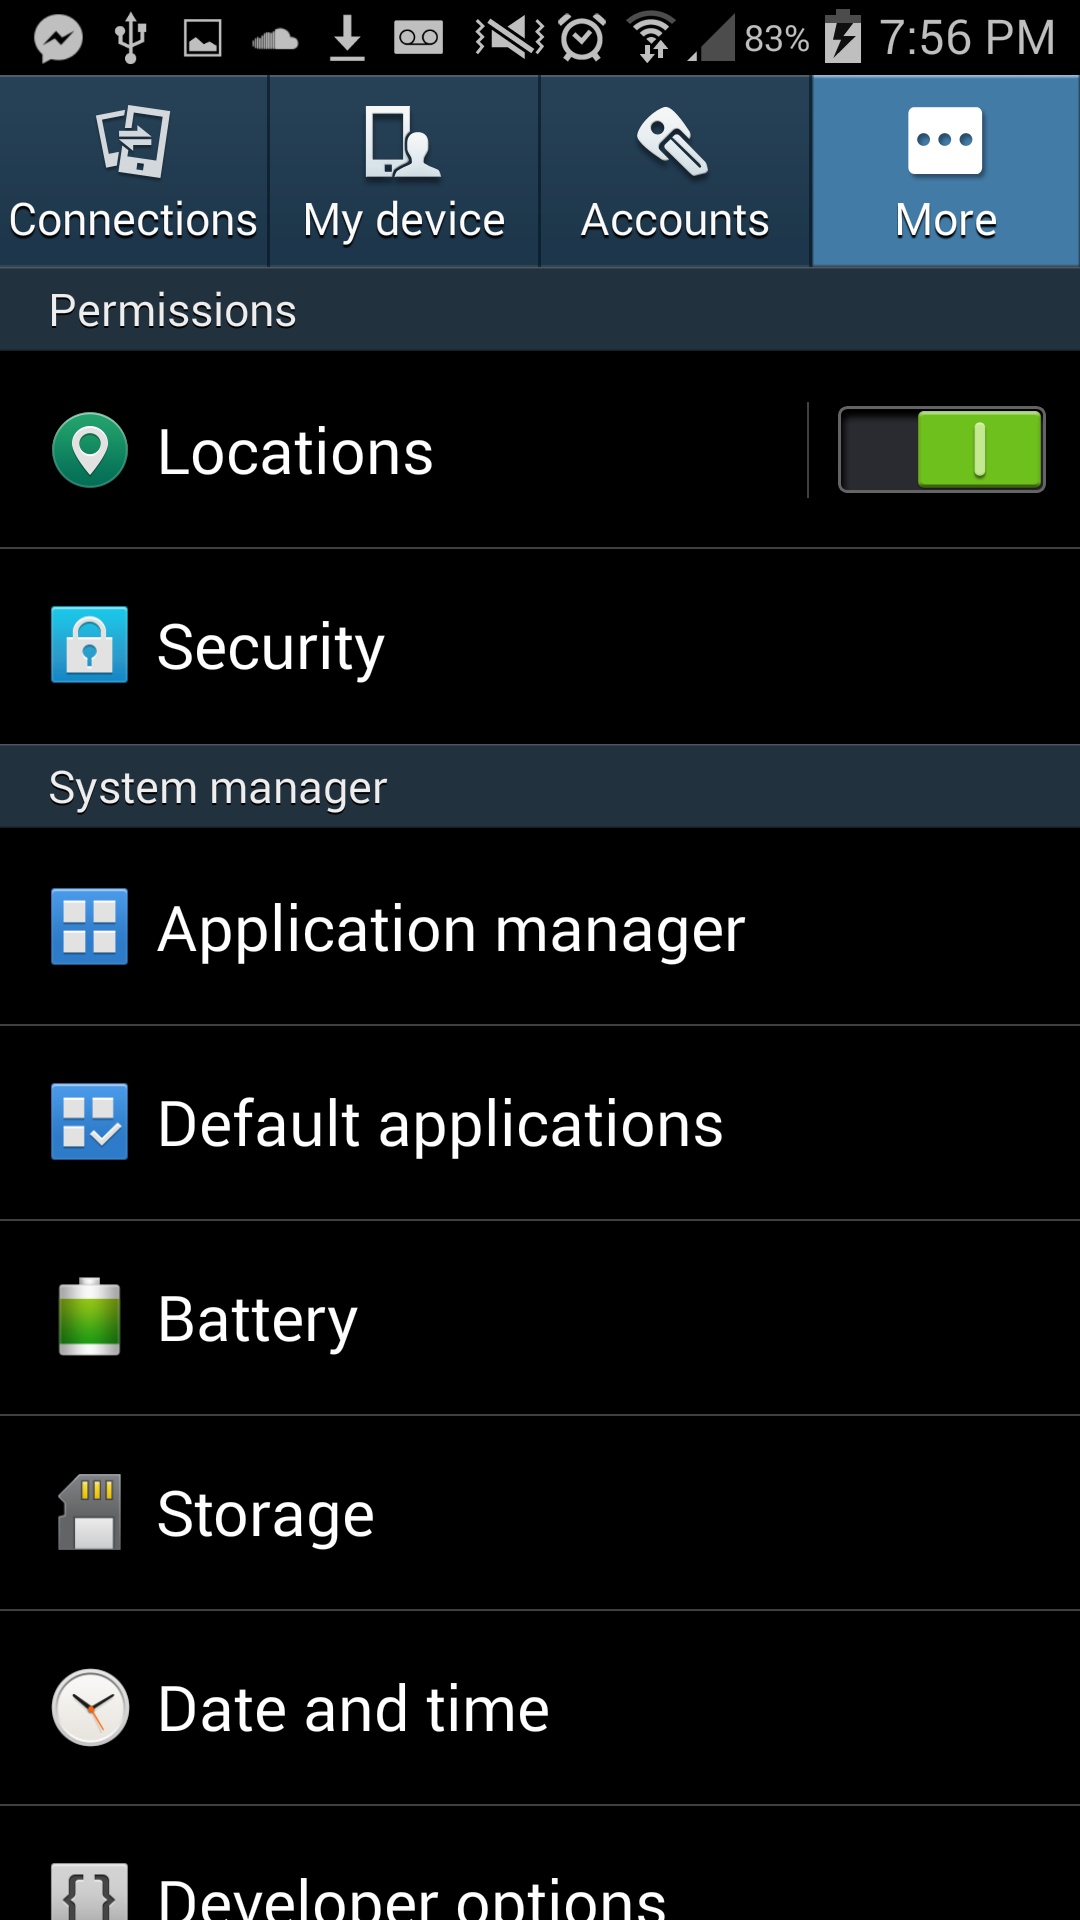 83% 7:56 PM
Connections My device Accounts More
Permissions
Locations
Security
System manager
Application manager
Default applications
Battery
Storage
Date and time
Developer options